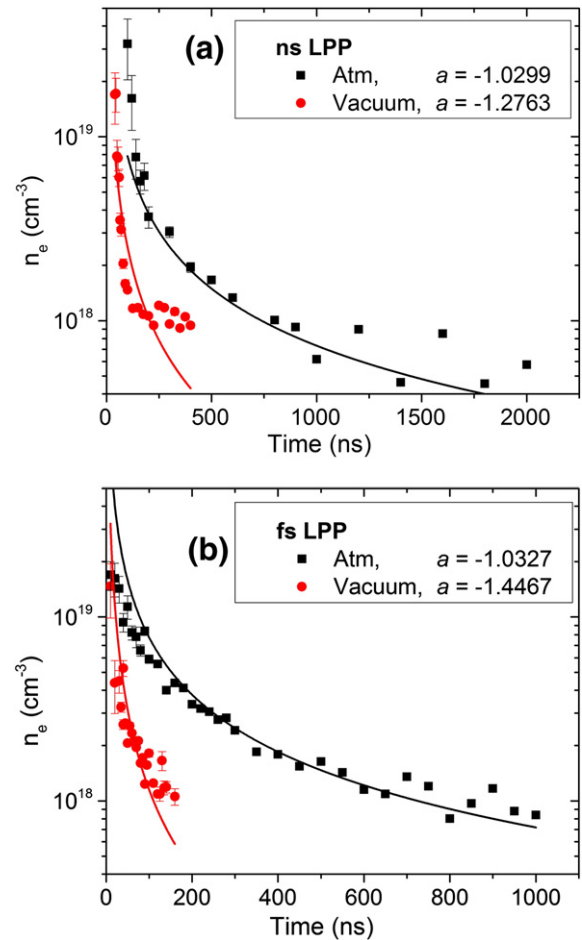 (a)
ns LPP
Atm, a = -1.0299
Vacuum, a = -1.2763
10^19
10^18
n_e (cm^-3)
0 500 1000 1500 2000
Time (ns)
(b)
fs LPP
Atm, a = -1.0327
Vacuum, a = -1.4467
10^19
10^18
n_e (cm^-3)
0 200 400 600 800 1000
Time (ns)